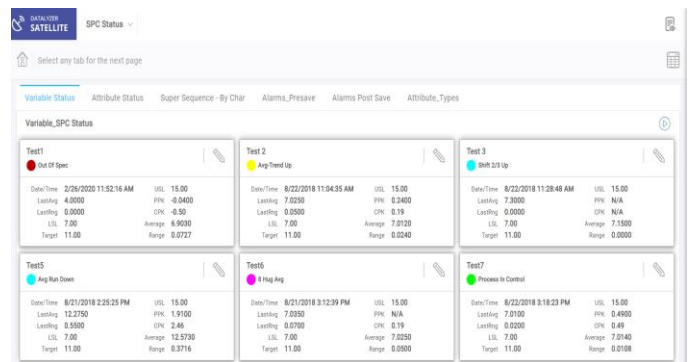 DATALYZER
SATELLITE
SPC Status
Select any tab for the next page
Variable Status Attribute Status Super Sequence - By Char Alarms_Presave Alarms Post Save Attribute_Types
Variable_SPC Status
Test1
Out Of Spec
Date/Time 2/26/2020 11:52:16 AM USL 15.00
LastAvg 4.0000 PPK -0.0400
LastRng 0.0000 CPK -0.50
LSL 7.00 Average 6.9030
Target 11.00 Range 0.0727
Test 2
Avg-Trend Up
Date/Time 8/22/2018 11:04:35 AM USL 15.00
LastAvg 7.0250 PPK 0.2400
LastRng 0.0500 CPK 0.19
LSL 7.00 Average 7.0120
Target 11.00 Range 0.0240
Test 3
Shift 2/3 Up
Date/Time 8/22/2018 11:28:48 AM USL 15.00
LastAvg 7.3000 PPK N/A
LastRng 0.0000 CPK N/A
LSL 7.00 Average 7.1500
Target 11.00 Range 0.0000
Test5
Avg Run Down
Date/Time 8/21/2018 2:25:25 PM USL 15.00
LastAvg 12.2750 PPK 1.9100
LastRng 0.5500 CPK 2.46
LSL 7.00 Average 12.5730
Target 11.00 Range 0.3716
Test6
8 Hug Avg
Date/Time 8/21/2018 3:12:39 PM USL 15.00
LastAvg 7.0350 PPK N/A
LastRng 0.0700 CPK 0.19
LSL 7.00 Average 7.0250
Target 11.00 Range 0.0500
Test7
Process In Control
Date/Time 8/22/2018 3:18:23 PM USL 15.00
LastAvg 7.0100 PPK 0.4900
LastRng 0.0200 CPK 0.49
LSL 7.00 Average 7.0140
Target 11.00 Range 0.0108